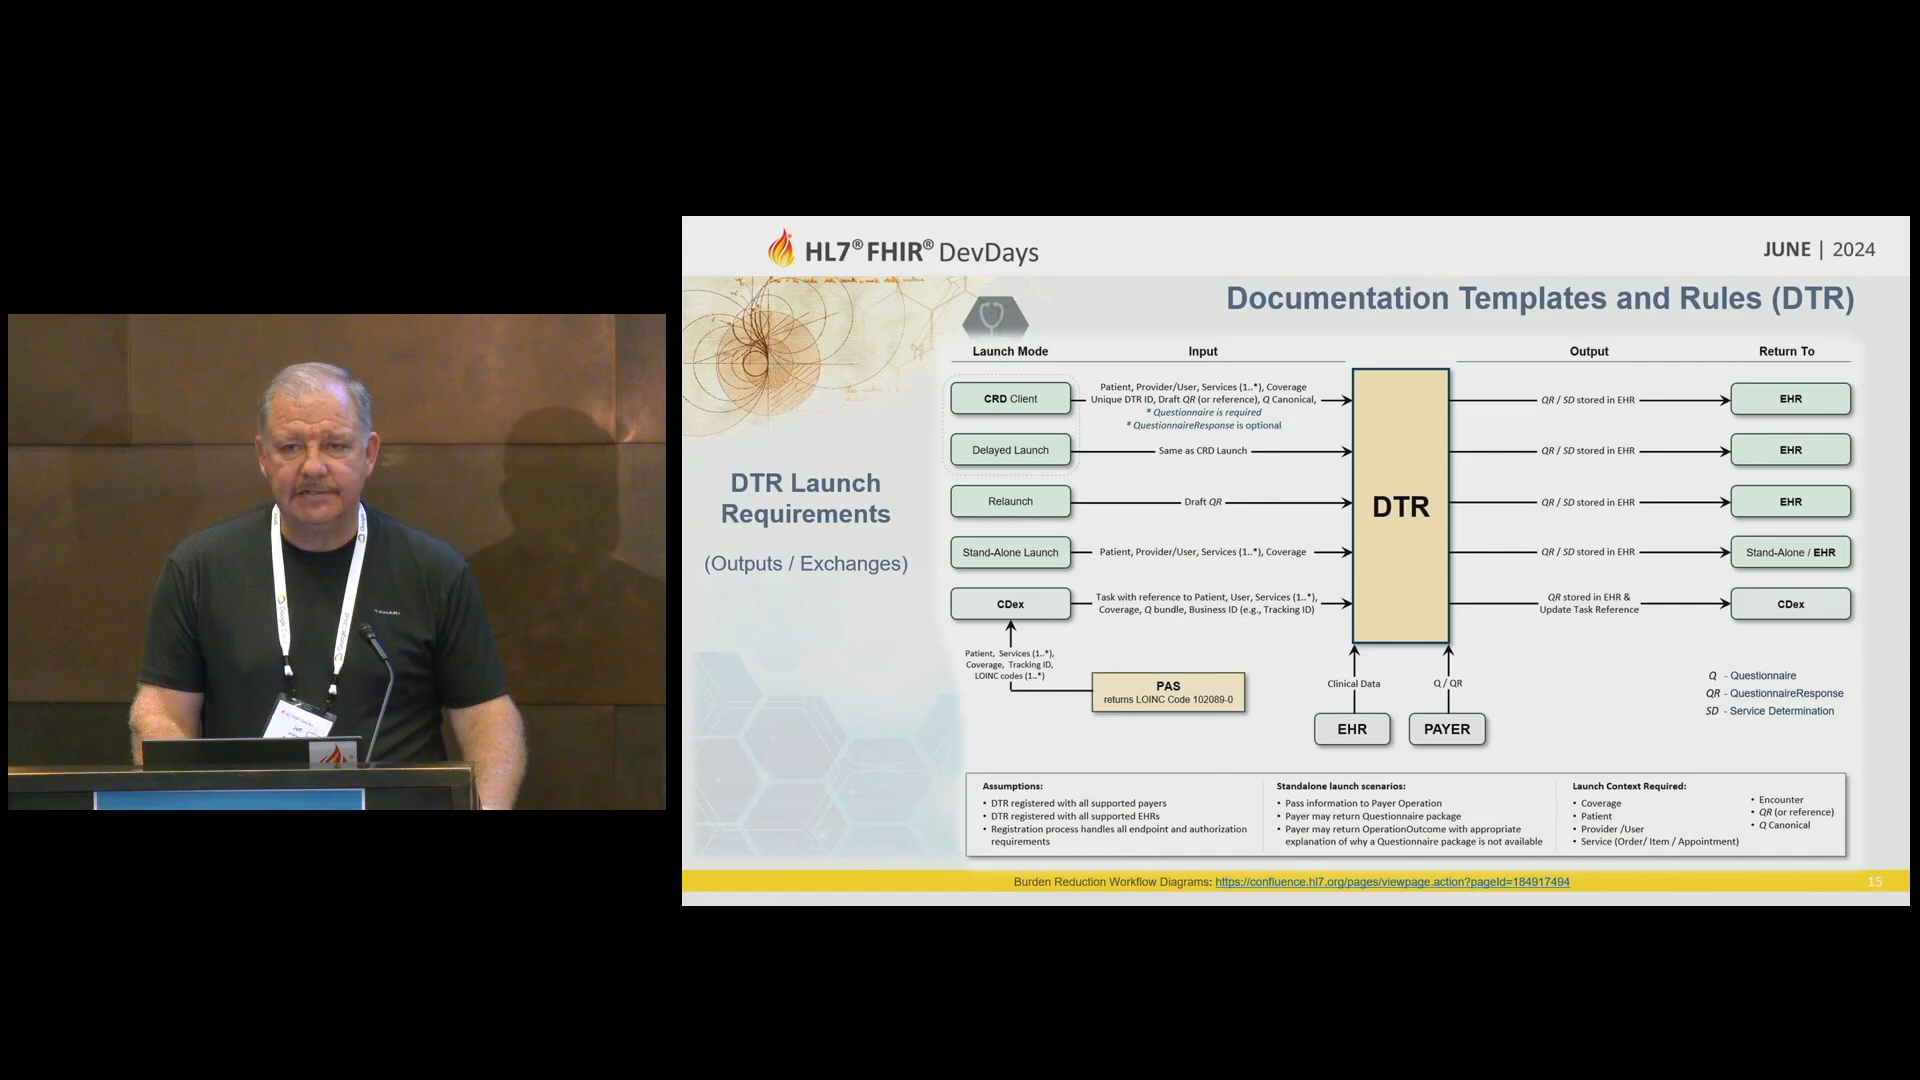 HL7® FHIR® DevDays
JUNE | 2024
Documentation Templates and Rules (DTR)
DTR Launch
Requirements
(Outputs / Exchanges)
Launch Mode
Input
Output
Return To
CRD Client
Patient, Provider/User, Services (1..*), Coverage
Unique DTR ID, Draft QR (or reference), Q Canonical,
* Questionnaire is required
* QuestionnaireResponse is optional
QR / SD stored in EHR
EHR
Delayed Launch
Same as CRD Launch
QR / SD stored in EHR
EHR
Relaunch
Draft QR
DTR
QR / SD stored in EHR
EHR
Stand-Alone Launch
Patient, Provider/User, Services (1..*), Coverage
QR / SD stored in EHR
Stand-Alone / EHR
CDex
Task with reference to Patient, User, Services (1..*),
Coverage, Q bundle, Business ID (e.g., Tracking ID)
QR stored in EHR &
Update Task Reference
CDex
Patient, Services (1..*),
Coverage, Tracking ID,
LOINC codes (1..*)
PAS
returns LOINC Code 102089-0
Clinical Data
Q / QR
EHR
PAYER
Q - Questionnaire
QR - QuestionnaireResponse
SD - Service Determination
Assumptions:
• DTR registered with all supported payers
• DTR registered with all supported EHRs
• Registration process handles all endpoint and authorization
requirements
Standalone launch scenarios:
• Pass information to Payer Operation
• Payer may return Questionnaire package
• Payer may return OperationOutcome with appropriate
explanation of why a Questionnaire package is not available
Launch Context Required:
• Coverage
• Patient
• Provider /User
• Service (Order/ Item / Appointment)
• Encounter
• QR (or reference)
• Q Canonical
Burden Reduction Workflow Diagrams: https://confluence.hl7.org/pages/viewpage.action?pageId=184917494
15
TAHARI
Google Cloud